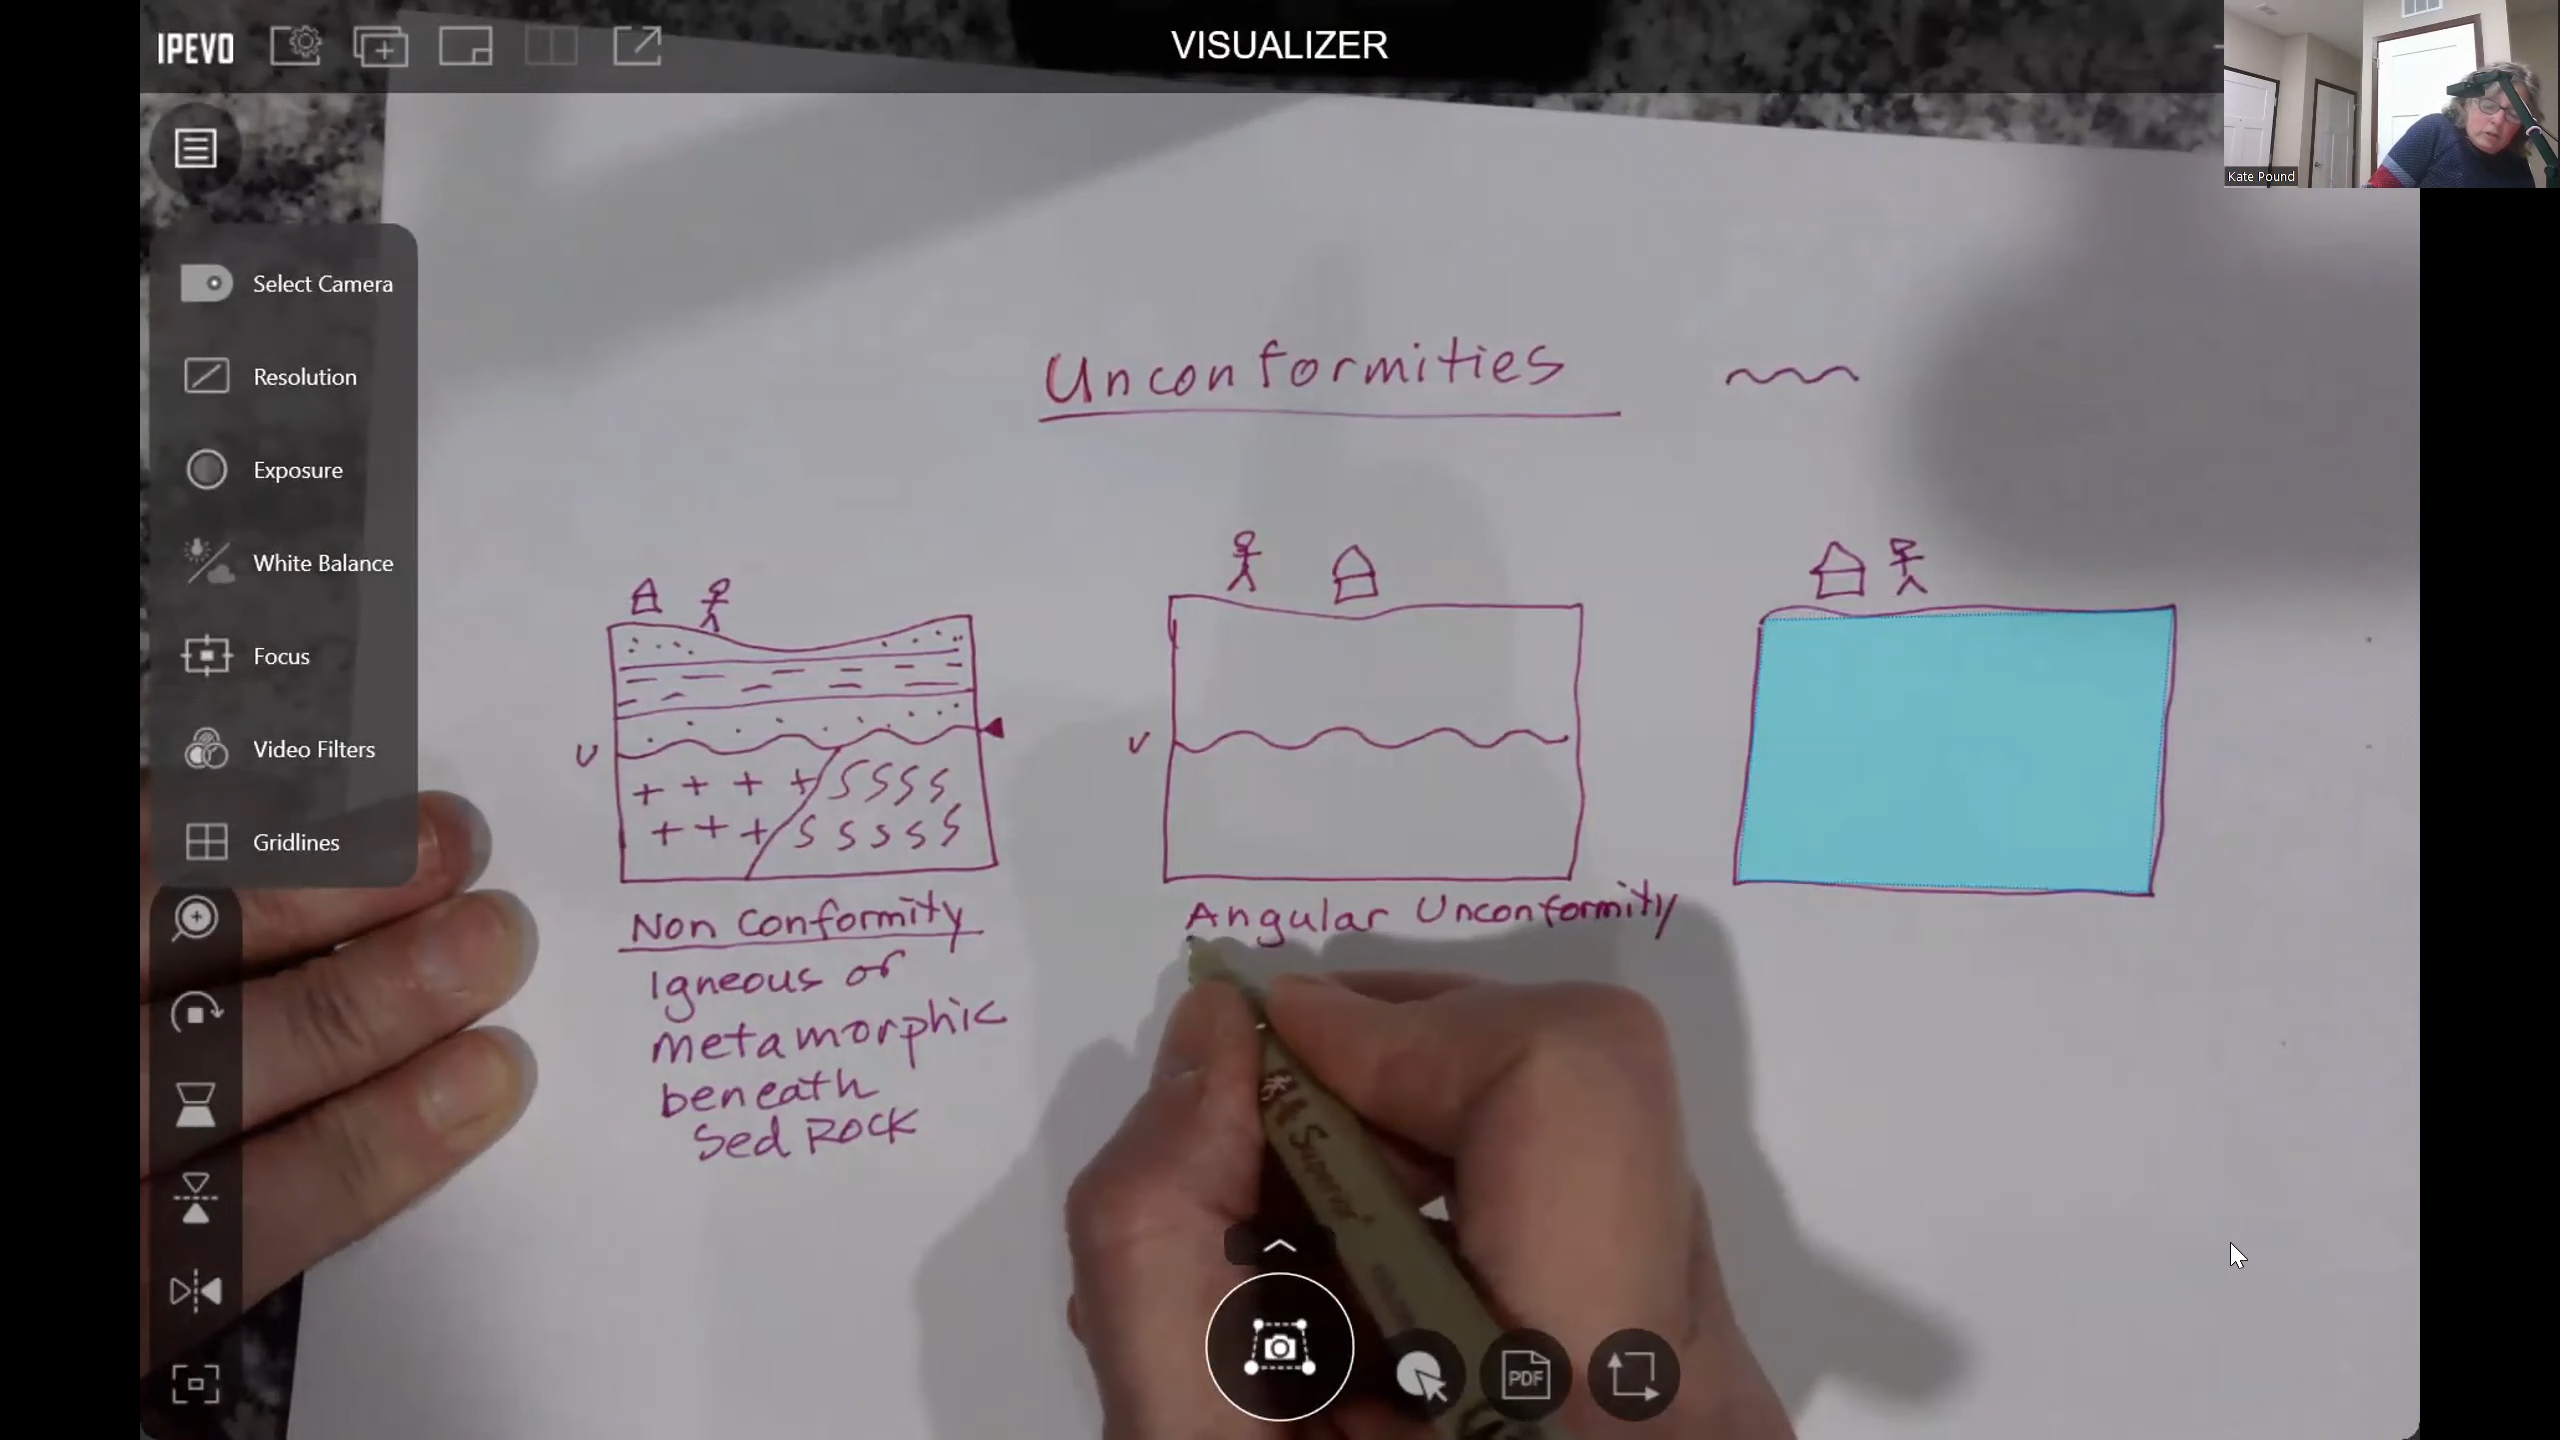 IPEVO
VISUALIZER
Kate Pound
Select Camera
Resolution
Exposure
White Balance
Focus
Video Filters
Gridlines
Unconformities
U
+ + + + S S S S
+ + + S S S S S
Non Conformity
Igneous or
metamorphic
beneath
Sed Rock
U
Angular Unconformity
Superior
PDF